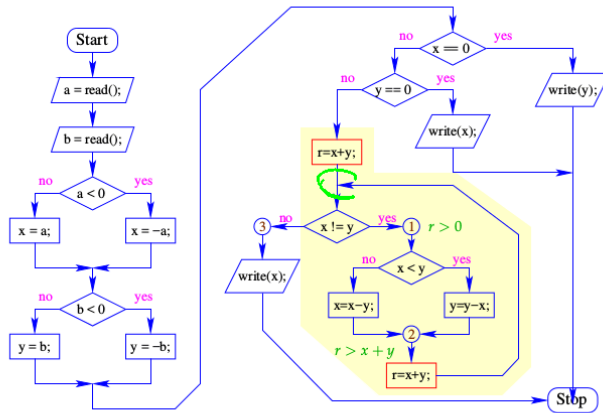 Start
a = read();
b = read();
a < 0
no
yes
x = a;
x = −a;
b < 0
no
yes
y = b;
y = −b;
x == 0
no
yes
y == 0
no
yes
write(y);
write(x);
r=x+y;
x != y
no
yes
3
1
r > 0
write(x);
x < y
no
yes
x=x−y;
y=y−x;
2
r > x + y
r=x+y;
Stop